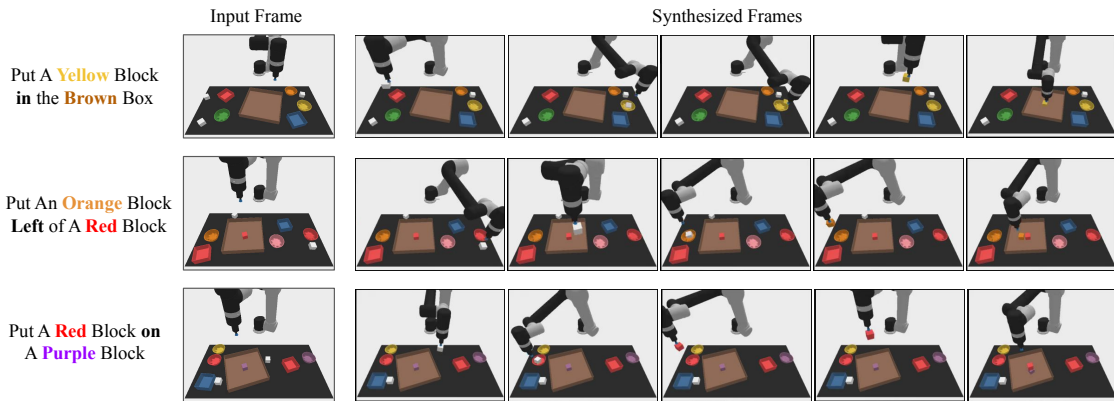 Input Frame
Synthesized Frames
Put A Yellow Block
in the Brown Box
Put An Orange Block
Left of A Red Block
Put A Red Block on
A Purple Block